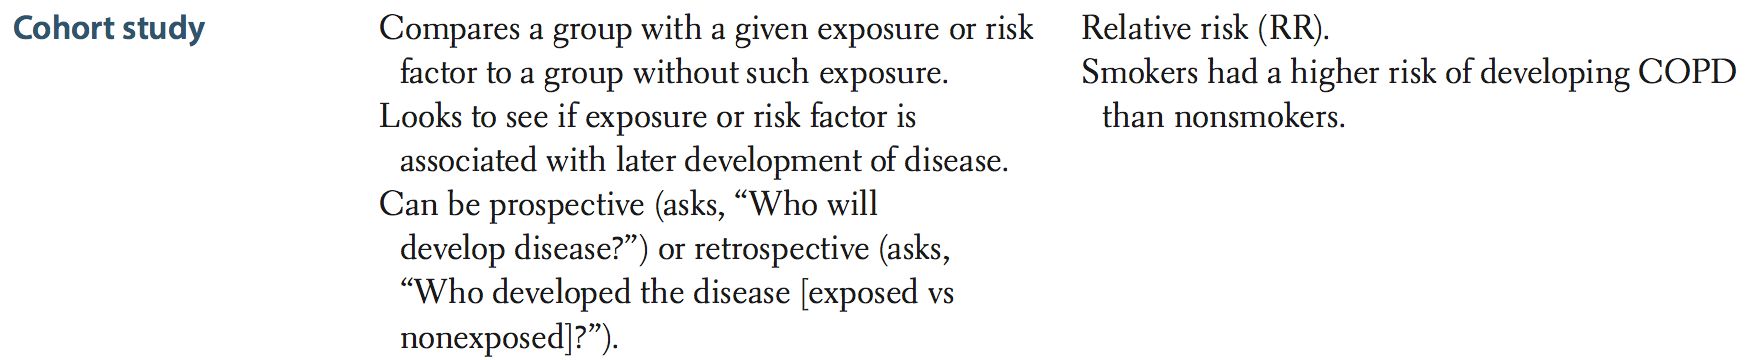 Cohort study
Compares a group with a given exposure or risk
factor to a group without such exposure.
Looks to see if exposure or risk factor is
associated with later development of disease.
Can be prospective (asks, “Who will
develop disease?”) or retrospective (asks,
“Who developed the disease [exposed vs
nonexposed]?”).
Relative risk (RR).
Smokers had a higher risk of developing COPD
than nonsmokers.